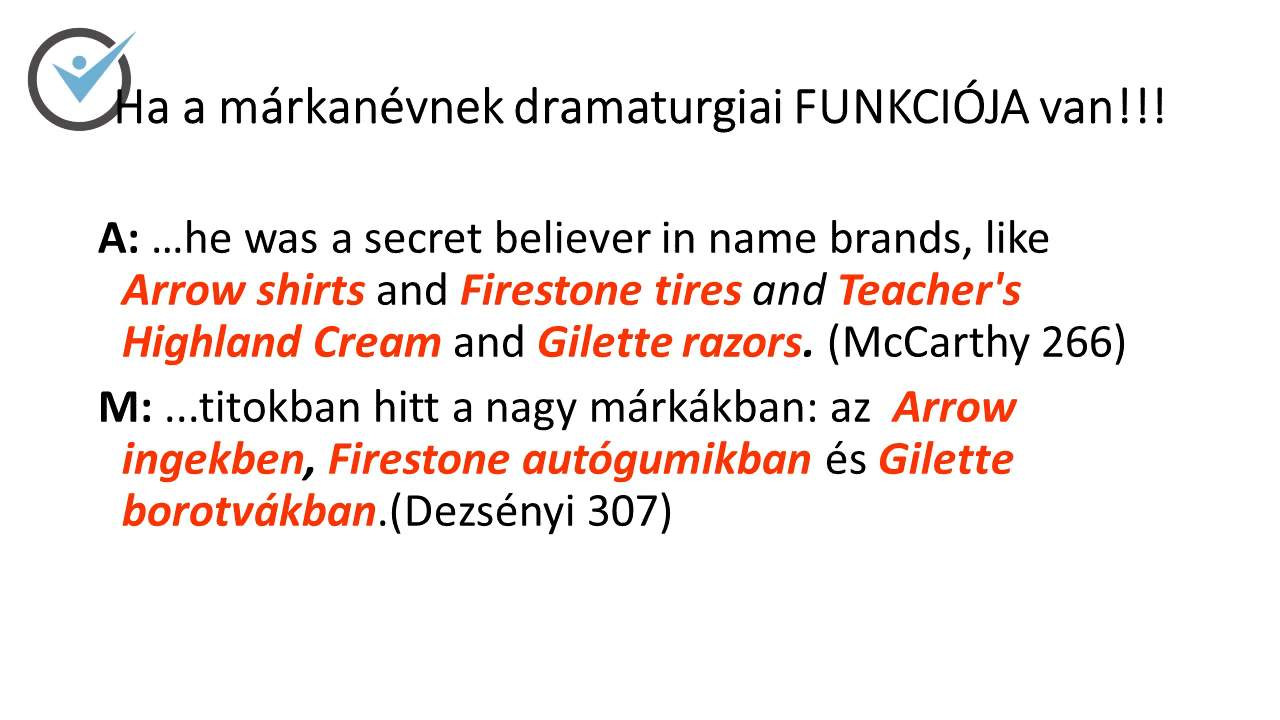 Ha a márkanévnek dramaturgiai FUNKCIÓJA van!!!
A: …he was a secret believer in name brands, like
Arrow shirts and Firestone tires and Teacher's
Highland Cream and Gilette razors. (McCarthy 266)
M: ...titokban hitt a nagy márkákban: az Arrow
ingekben, Firestone autógumikban és Gilette
borotvákban.(Dezsényi 307)